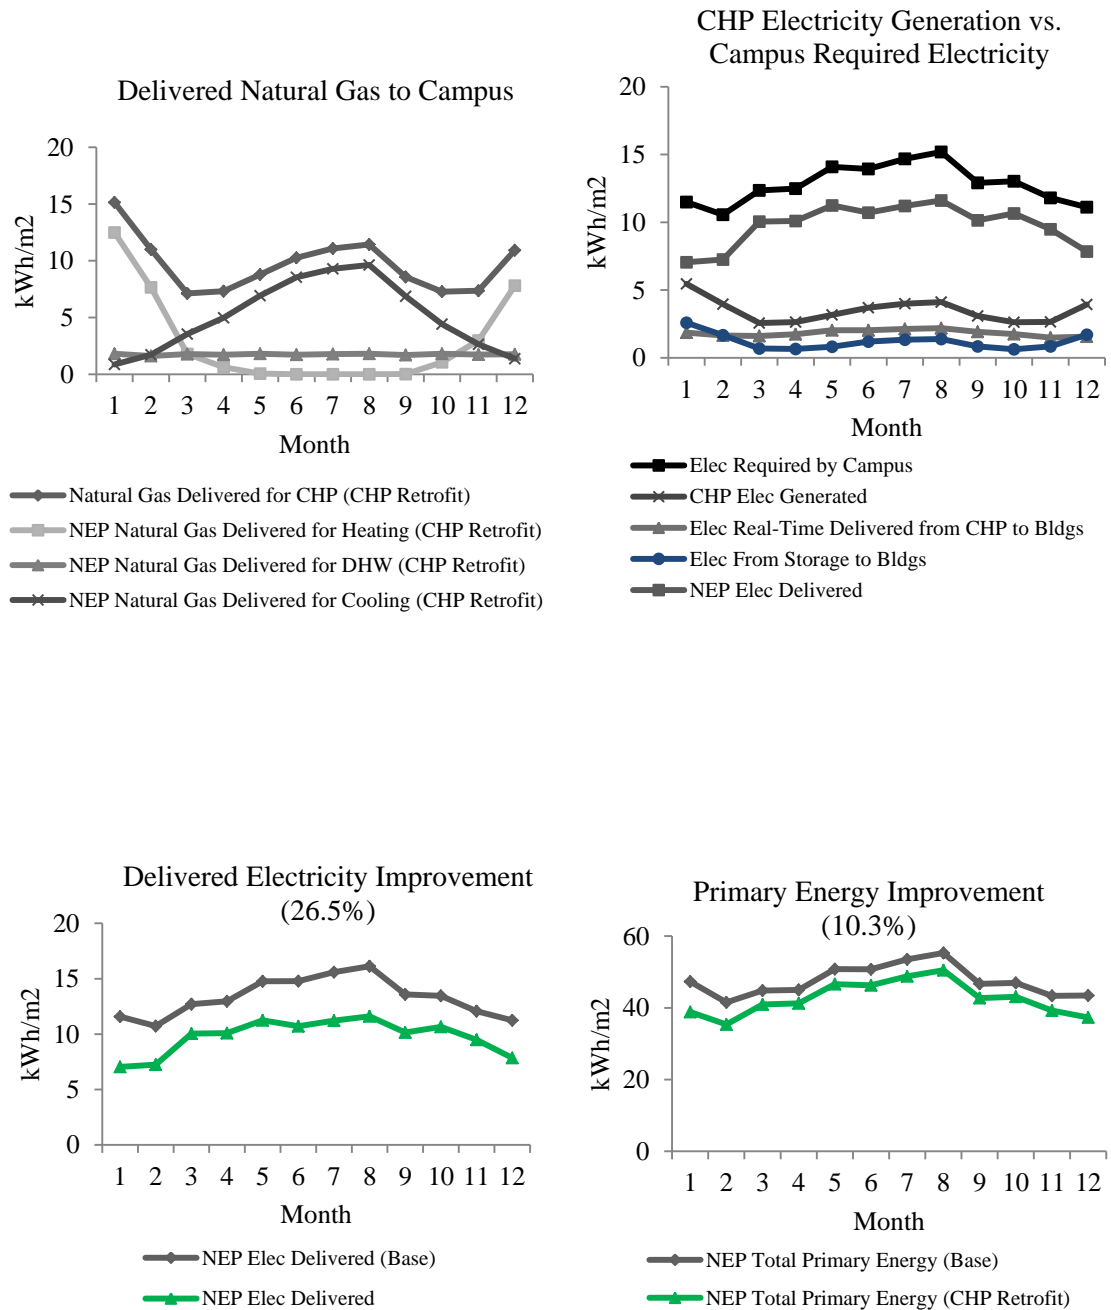 Delivered Natural Gas to Campus
20
15
10
5
0
kWh/m2
1 2 3 4 5 6 7 8 9 10 11 12
Month
Natural Gas Delivered for CHP (CHP Retrofit)
NEP Natural Gas Delivered for Heating (CHP Retrofit)
NEP Natural Gas Delivered for DHW (CHP Retrofit)
NEP Natural Gas Delivered for Cooling (CHP Retrofit)
CHP Electricity Generation vs.
Campus Required Electricity
20
15
10
5
0
kWh/m2
1 2 3 4 5 6 7 8 9 10 11 12
Month
Elec Required by Campus
CHP Elec Generated
Elec Real-Time Delivered from CHP to Bldgs
Elec From Storage to Bldgs
NEP Elec Delivered
Delivered Electricity Improvement
(26.5%)
20
15
10
5
0
kWh/m2
1 2 3 4 5 6 7 8 9 10 11 12
Month
NEP Elec Delivered (Base)
NEP Elec Delivered
Primary Energy Improvement
(10.3%)
60
40
20
0
kWh/m2
1 2 3 4 5 6 7 8 9 10 11 12
Month
NEP Total Primary Energy (Base)
NEP Total Primary Energy (CHP Retrofit)